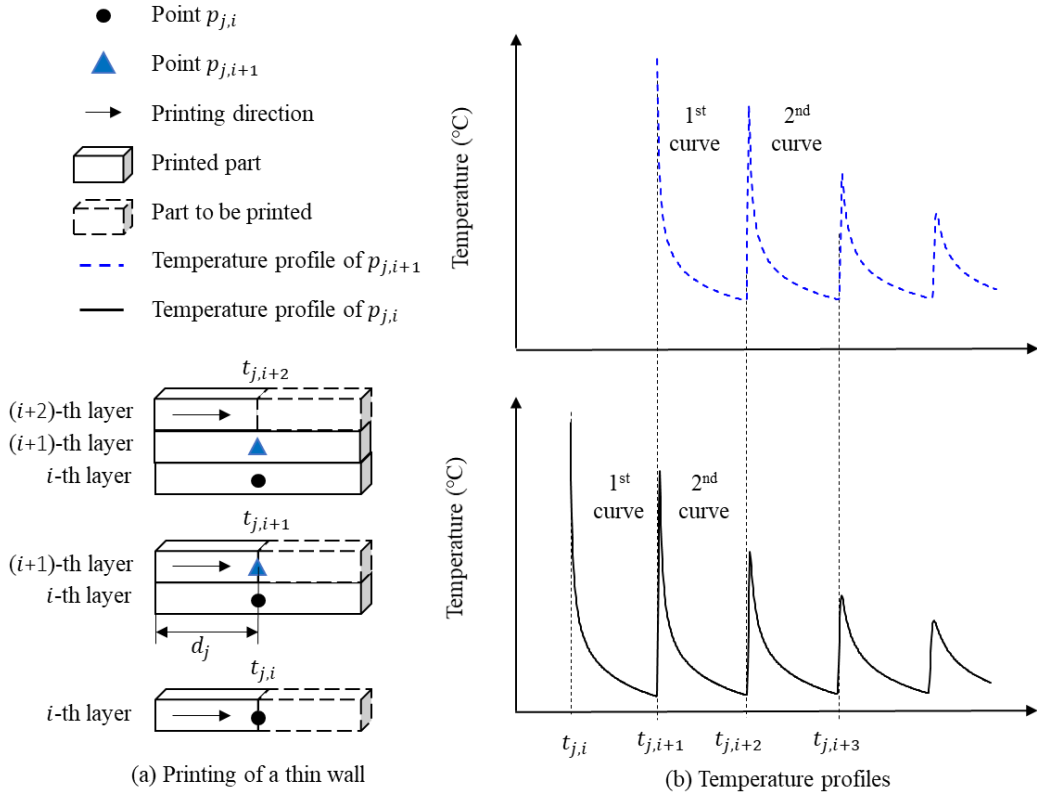 Point p_{j,i}
Point p_{j,i+1}
Printing direction
Printed part
Part to be printed
Temperature profile of p_{j,i+1}
Temperature profile of p_{j,i}
t_{j,i+2}
(i+2)-th layer
(i+1)-th layer
i-th layer
t_{j,i+1}
(i+1)-th layer
i-th layer
d_j
t_{j,i}
i-th layer
(a) Printing of a thin wall
Temperature (℃)
1st curve
2nd curve
Temperature (℃)
1st curve
2nd curve
t_{j,i}
t_{j,i+1}
t_{j,i+2}
t_{j,i+3}
(b) Temperature profiles